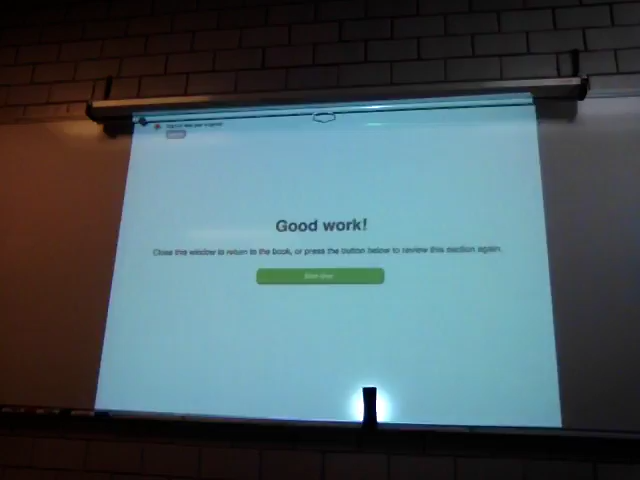 Good work!
Close this window to return to the book, or press the button below to review this section again.